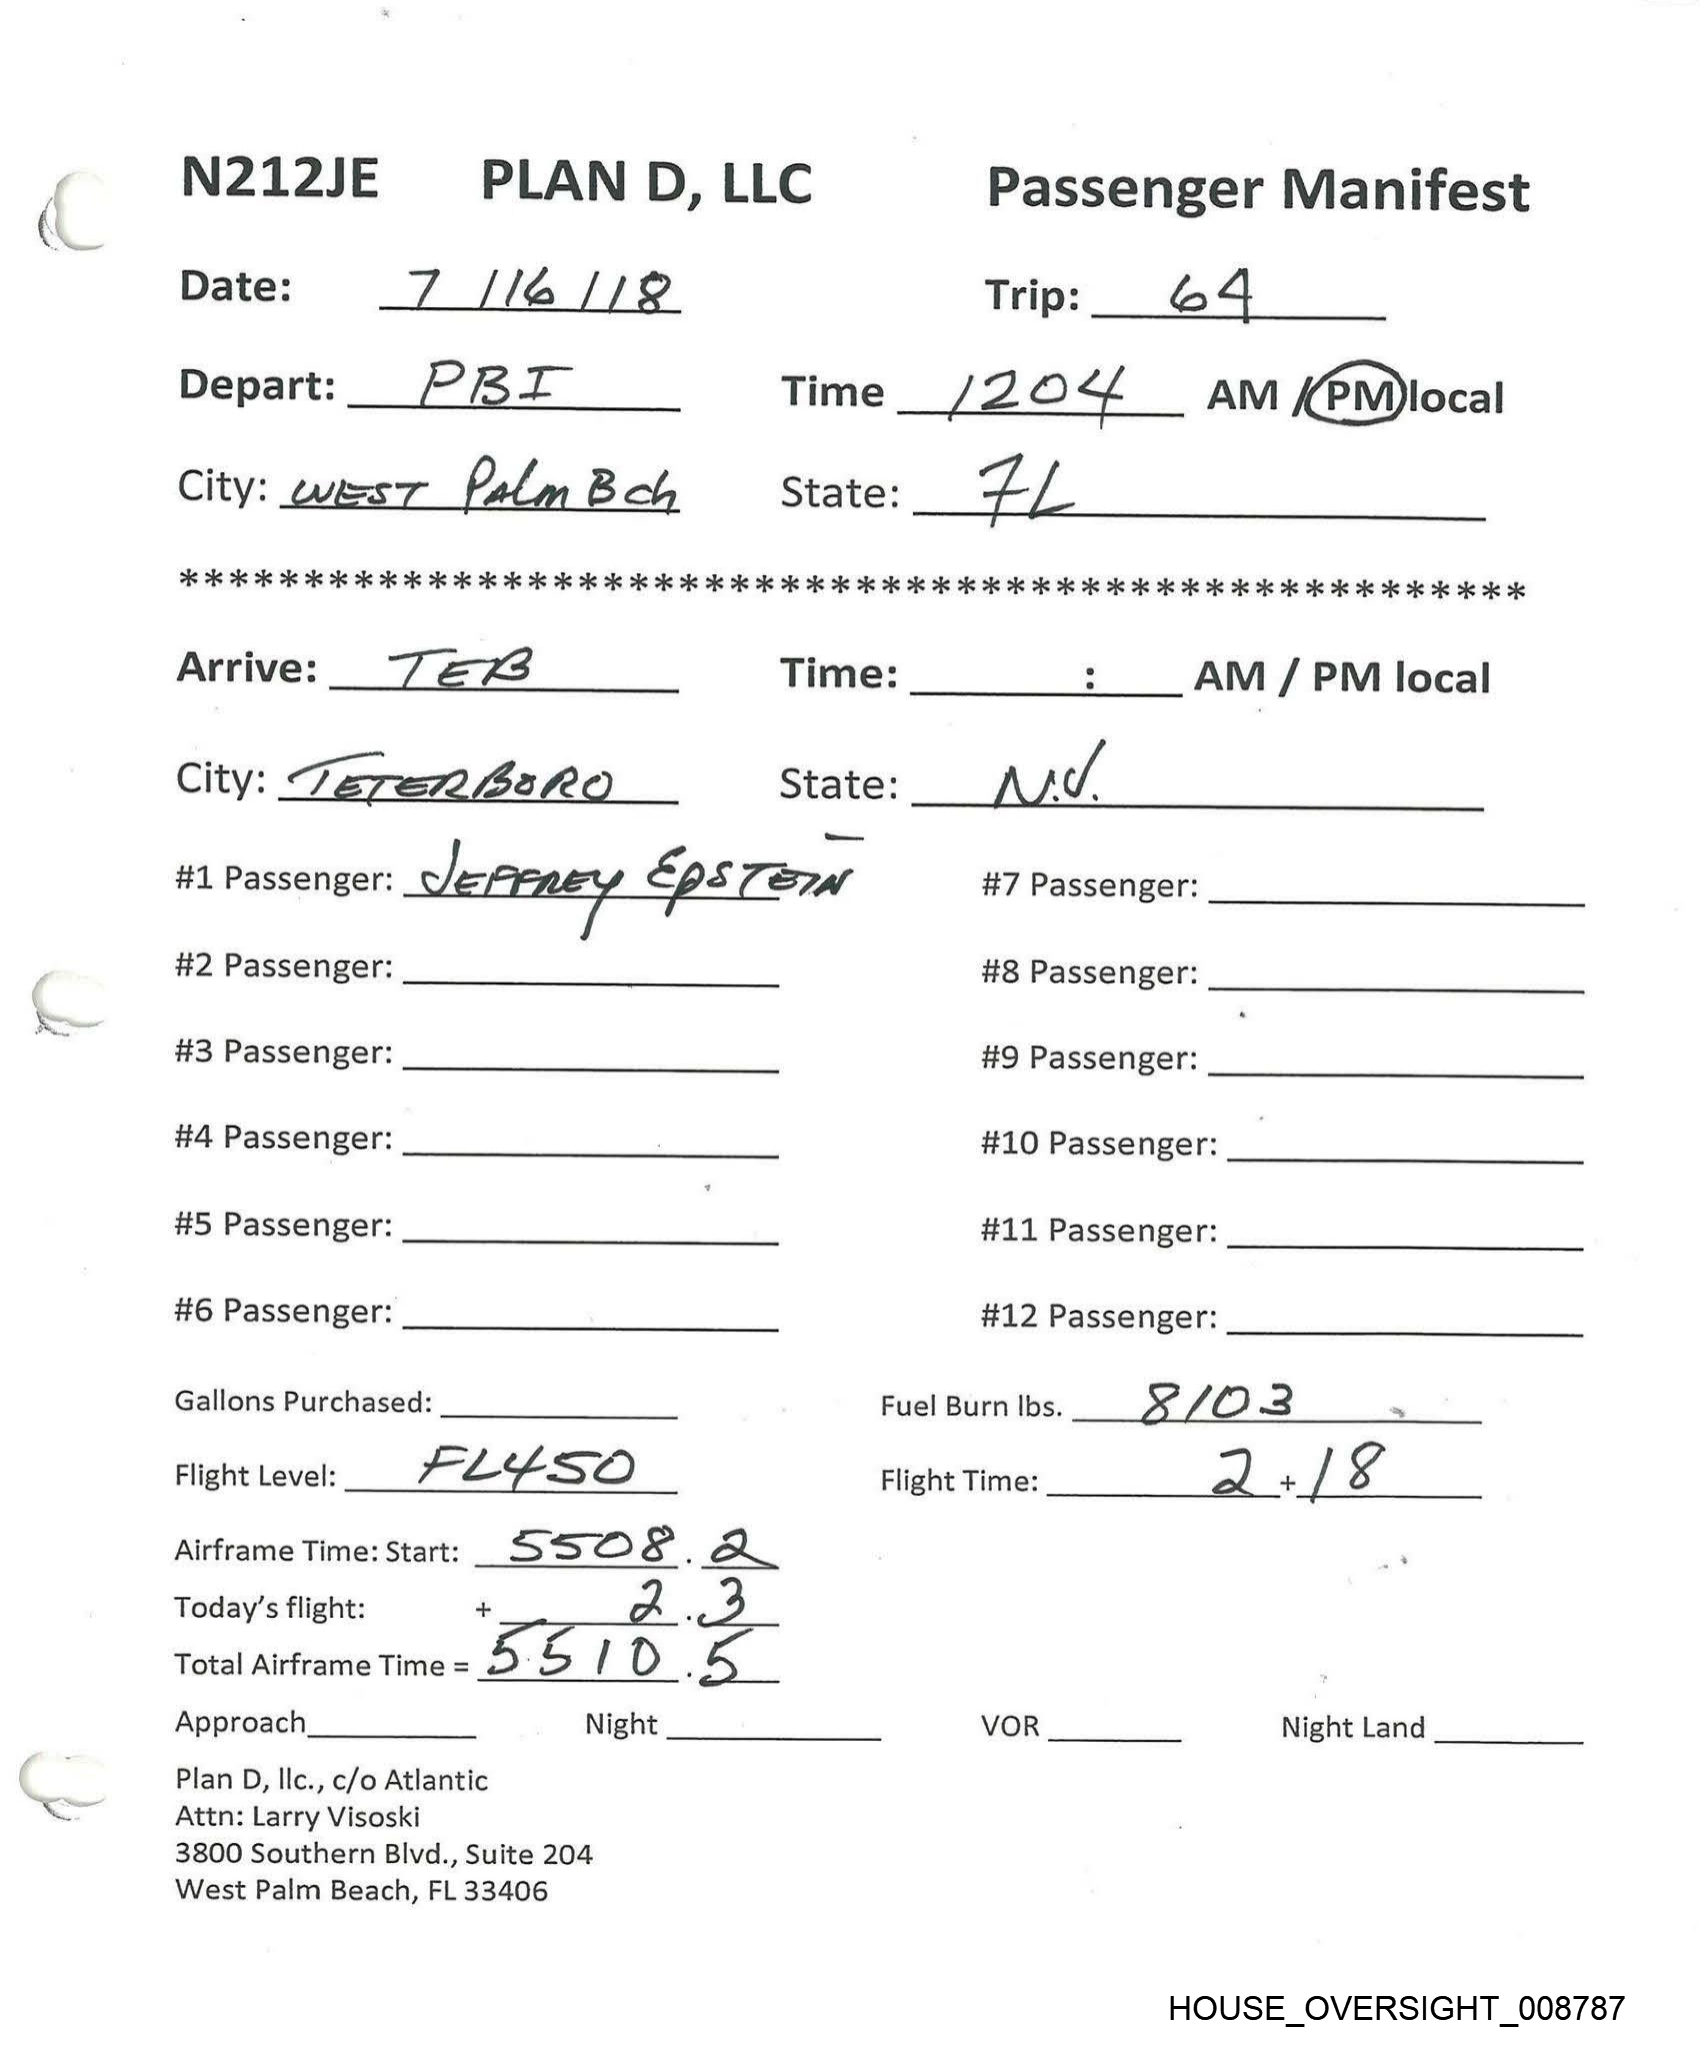 N212JE PLAN D, LLC Passenger Manifest
Date: 7 /16 /18 Trip: 64
Depart: PBI Time 1204 AM / PM local
City: WEST Palm Bch State: FL
******************************************************
Arrive: TEB Time: : AM / PM local
City: TETERBORO State: N.J.
#1 Passenger: JEFFREY EPSTEIN #7 Passenger:
#2 Passenger: #8 Passenger:
#3 Passenger: #9 Passenger:
#4 Passenger: #10 Passenger:
#5 Passenger: #11 Passenger:
#6 Passenger: #12 Passenger:
Gallons Purchased: Fuel Burn lbs. 8103
Flight Level: FL450 Flight Time: 2 + 18
Airframe Time: Start: 5508 . 2
Today's flight: + 2 . 3
Total Airframe Time = 5510 . 5
Approach Night VOR Night Land
Plan D, llc., c/o Atlantic
Attn: Larry Visoski
3800 Southern Blvd., Suite 204
West Palm Beach, FL 33406
HOUSE_OVERSIGHT_008787